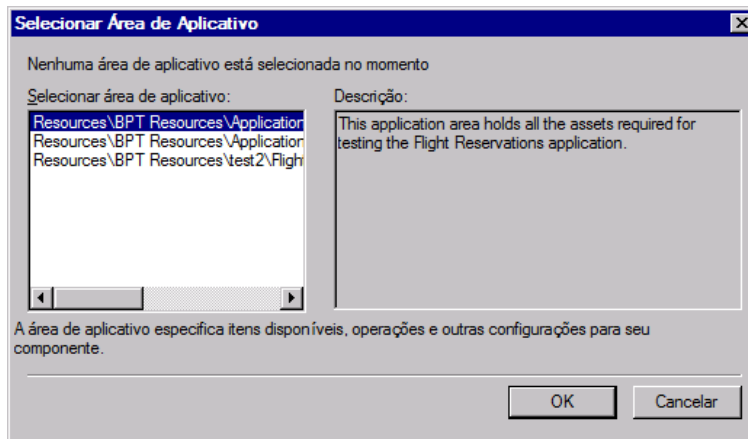 Selecionar Área de Aplicativo
Nenhuma área de aplicativo está selecionada no momento
Selecionar área de aplicativo:
Descrição:
Resources\BPT Resources\Application
Resources\BPT Resources\Application
Resources\BPT Resources\test2\Fligh
This application area holds all the assets required for
testing the Flight Reservations application.
A área de aplicativo especifica itens disponíveis, operações e outras configurações para seu
componente.
OK
Cancelar